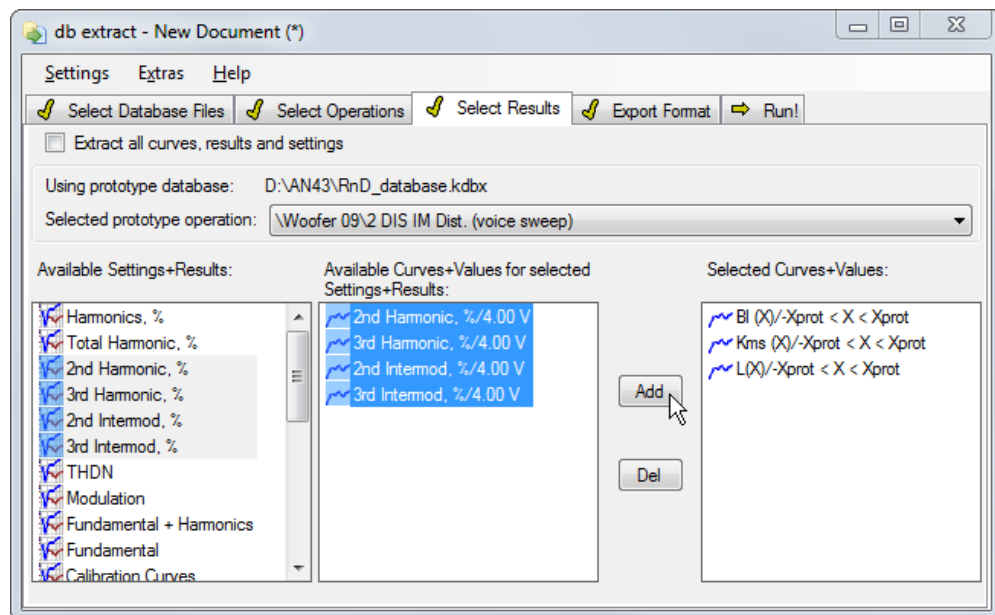 db extract - New Document (*)
Settings Extras Help
Select Database Files Select Operations Select Results Export Format Run!
Extract all curves, results and settings
Using prototype database: D:\AN43\RnD_database.kdbx
Selected prototype operation: \Woofer 09\2 DIS IM Dist. (voice sweep)
Available Settings+Results:
Harmonics, %
Total Harmonic, %
2nd Harmonic, %
3rd Harmonic, %
2nd Intermod, %
3rd Intermod, %
THDN
Modulation
Fundamental + Harmonics
Fundamental
Calibration Curves
Available Curves+Values for selected
Settings+Results:
2nd Harmonic, %/4.00 V
3rd Harmonic, %/4.00 V
2nd Intermod, %/4.00 V
3rd Intermod, %/4.00 V
Add
Del
Selected Curves+Values:
Bl (X)/-Xprot < X < Xprot
Kms (X)/-Xprot < X < Xprot
L(X)/-Xprot < X < Xprot